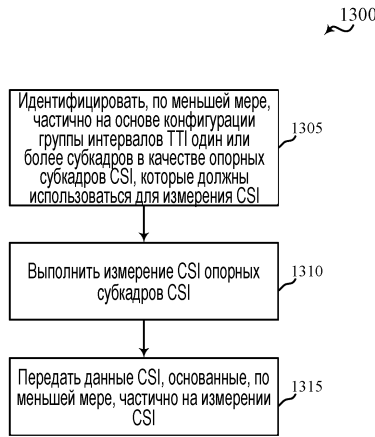 1300
Идентифицировать, по меньшей мере,
частично на основе конфигурации
группы интервалов TTI один или
более субкадров в качестве опорных
субкадров CSI, которые должны
использоваться для измерения CSI
1305
Выполнить измерение CSI опорных
субкадров CSI
1310
Передать данные CSI, основанные, по
меньшей мере, частично на измерении
CSI
1315